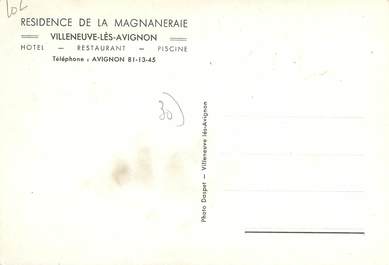 RESIDENCE DE LA MAGNANERAIE
VILLENEUVE-LÈS-AVIGNON
HOTEL — RESTAURANT — PISCINE
Téléphone : AVIGNON 81-13-45
30)
Photo Daspet - Villeneuve lès-Avignon